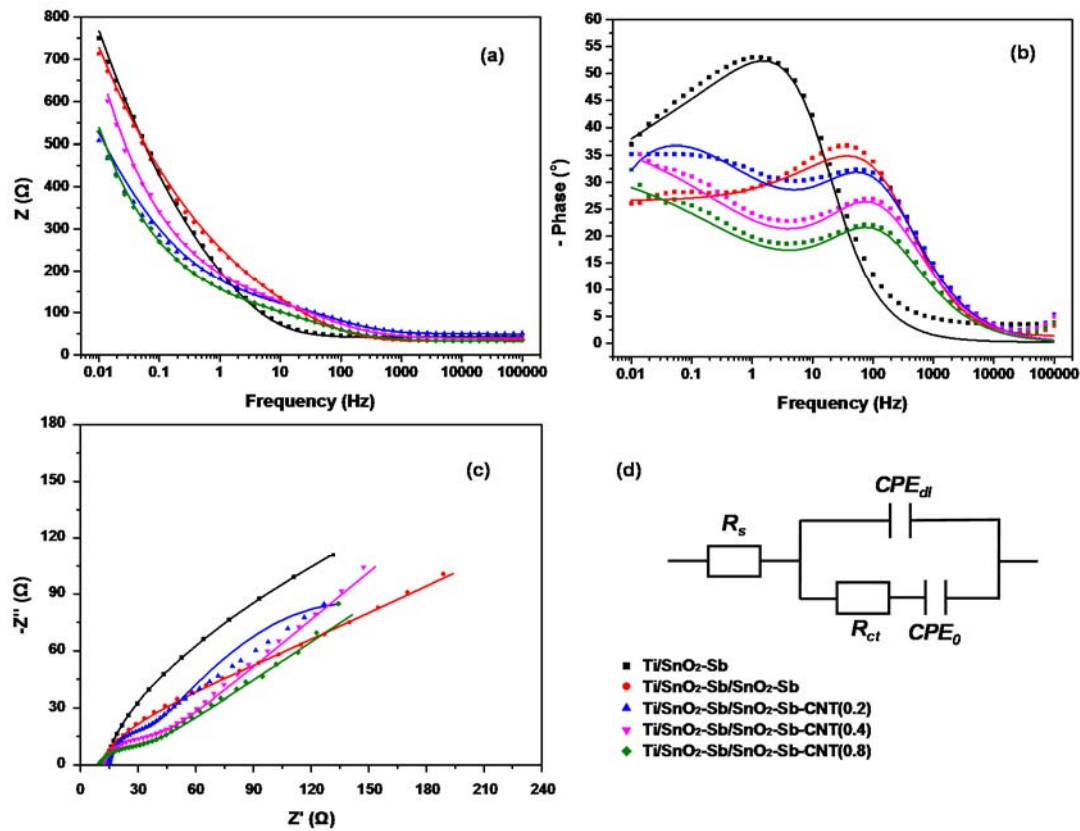 (a)
800
700
600
500
400
300
200
100
0
Z (Ω)
0.01 0.1 1 10 100 1000 10000 100000
Frequency (Hz)
(b)
60
55
50
45
40
35
30
25
20
15
10
5
0
- Phase (°)
0.01 0.1 1 10 100 1000 10000 100000
Frequency (Hz)
(c)
180
150
120
90
60
30
0
-Z'' (Ω)
0 30 60 90 120 150 180 210 240
Z' (Ω)
(d)
CPEdl
Rs
Rct CPE0
Ti/SnO₂-Sb
Ti/SnO₂-Sb/SnO₂-Sb
Ti/SnO₂-Sb/SnO₂-Sb-CNT(0.2)
Ti/SnO₂-Sb/SnO₂-Sb-CNT(0.4)
Ti/SnO₂-Sb/SnO₂-Sb-CNT(0.8)